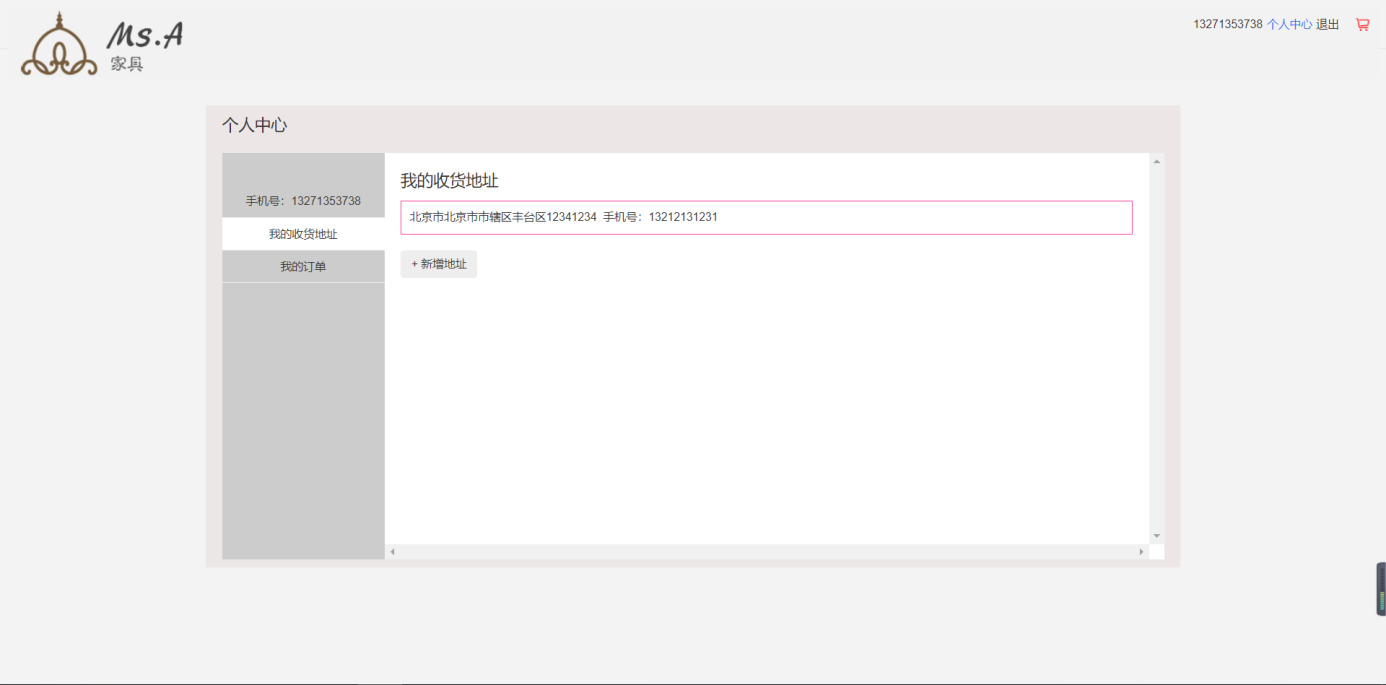 Ms.A
家具
13271353738 个人中心 退出
个人中心
手机号：13271353738
我的收货地址
我的订单
我的收货地址
北京市北京市市辖区丰台区12341234 手机号：13212131231
+ 新增地址